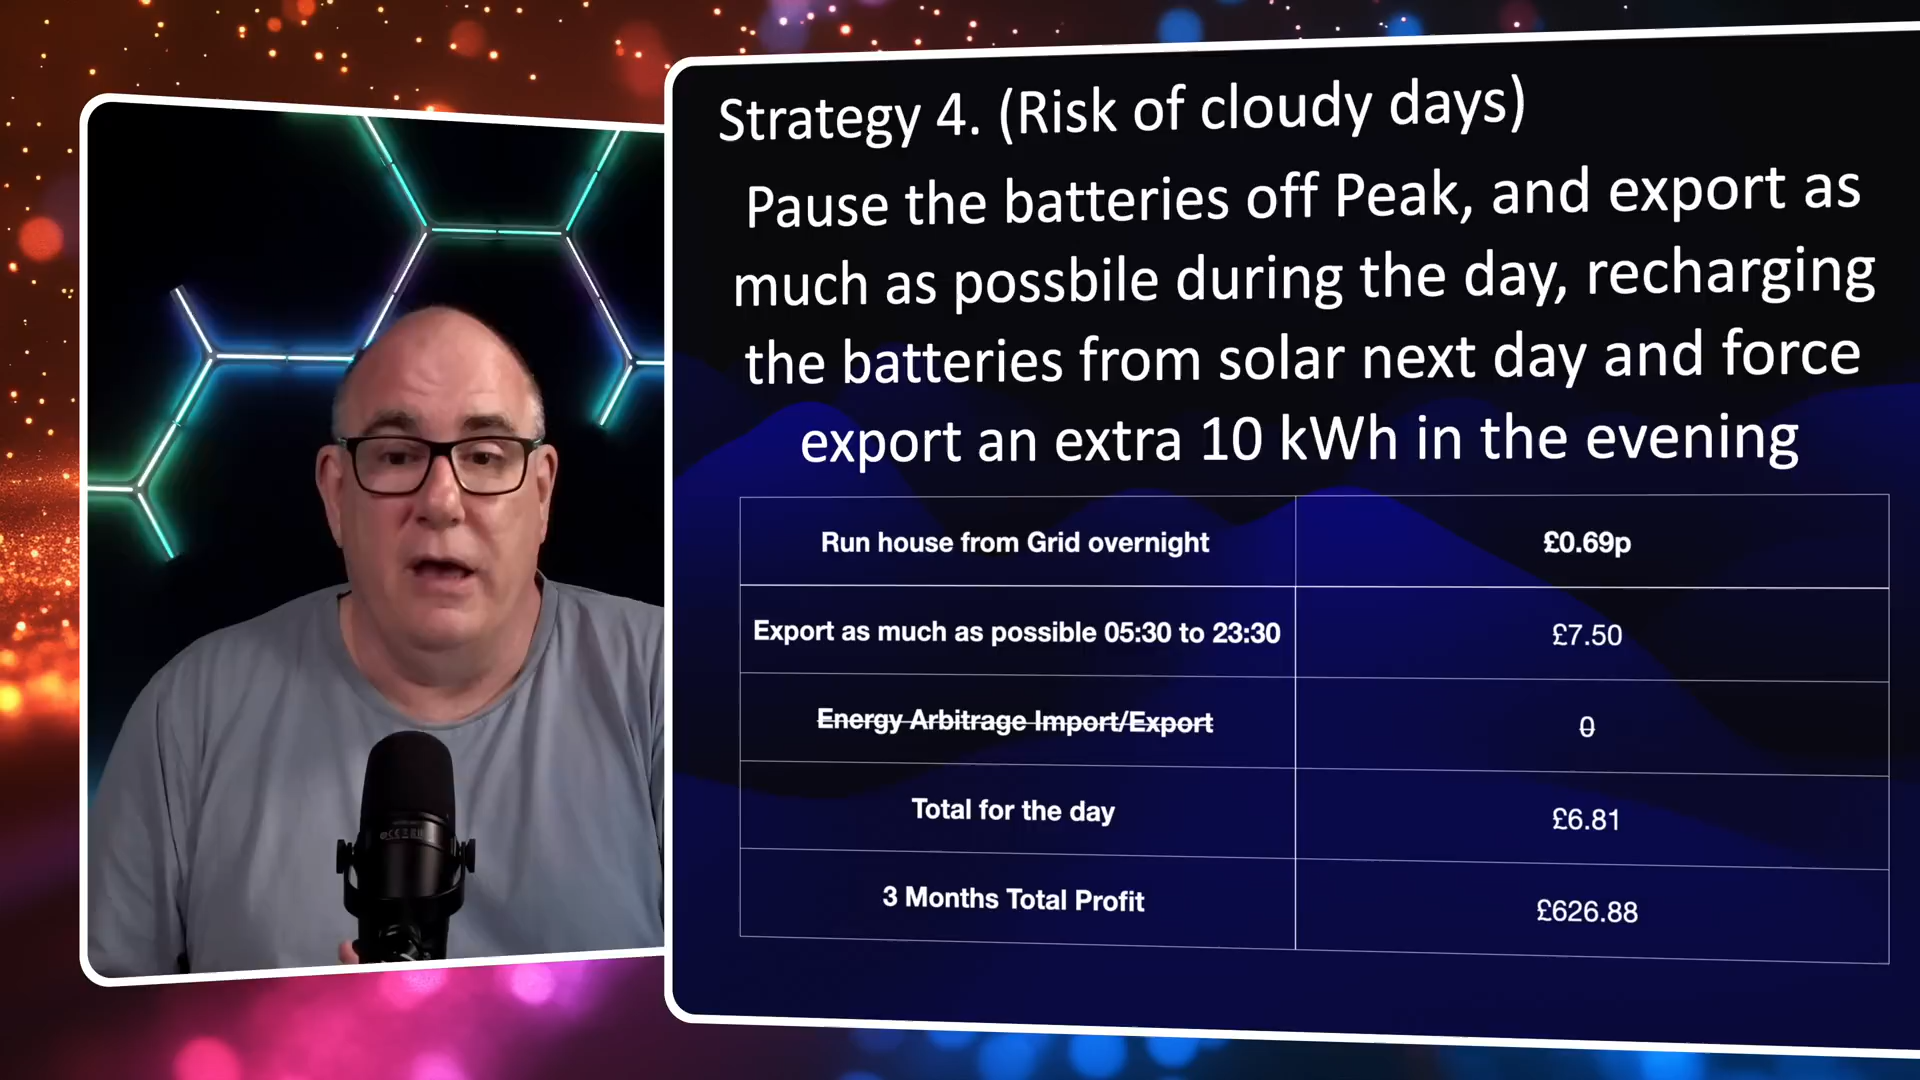 Strategy 4. (Risk of cloudy days)
Pause the batteries off Peak, and export as
much as possbile during the day, recharging
the batteries from solar next day and force
export an extra 10 kWh in the evening
Run house from Grid overnight £0.69p
Export as much as possible 05:30 to 23:30 £7.50
Energy Arbitrage Import/Export 0
Total for the day £6.81
3 Months Total Profit £626.88